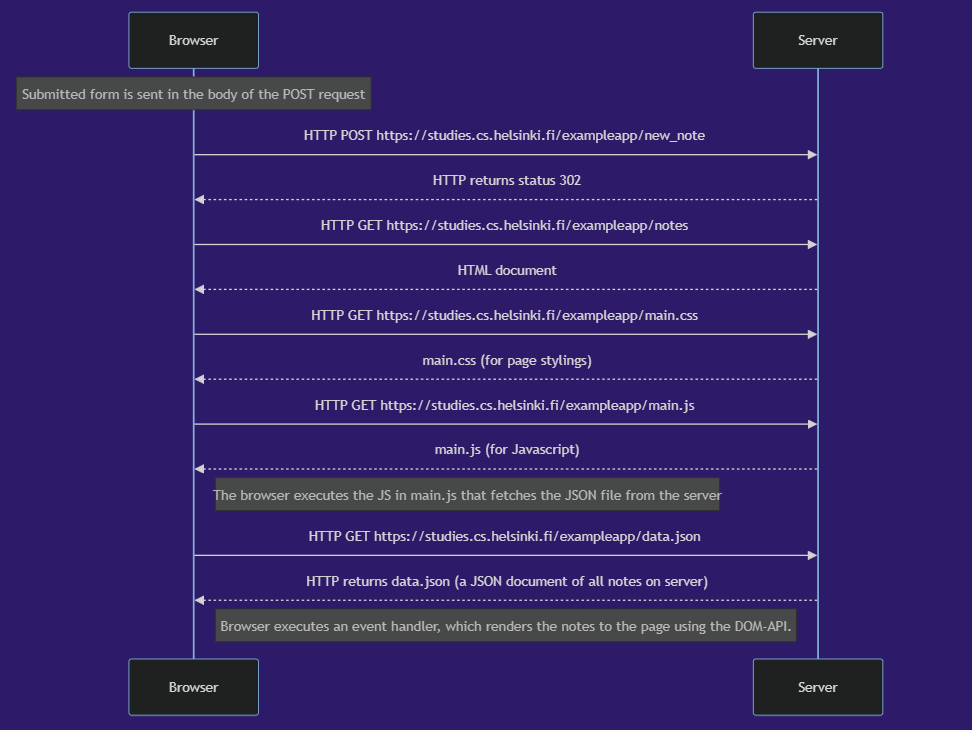 Browser
Server
Submitted form is sent in the body of the POST request
HTTP POST https://studies.cs.helsinki.fi/exampleapp/new_note
HTTP returns status 302
HTTP GET https://studies.cs.helsinki.fi/exampleapp/notes
HTML document
HTTP GET https://studies.cs.helsinki.fi/exampleapp/main.css
main.css (for page stylings)
HTTP GET https://studies.cs.helsinki.fi/exampleapp/main.js
main.js (for Javascript)
The browser executes the JS in main.js that fetches the JSON file from the server
HTTP GET https://studies.cs.helsinki.fi/exampleapp/data.json
HTTP returns data.json (a JSON document of all notes on server)
Browser executes an event handler, which renders the notes to the page using the DOM-API.
Browser
Server